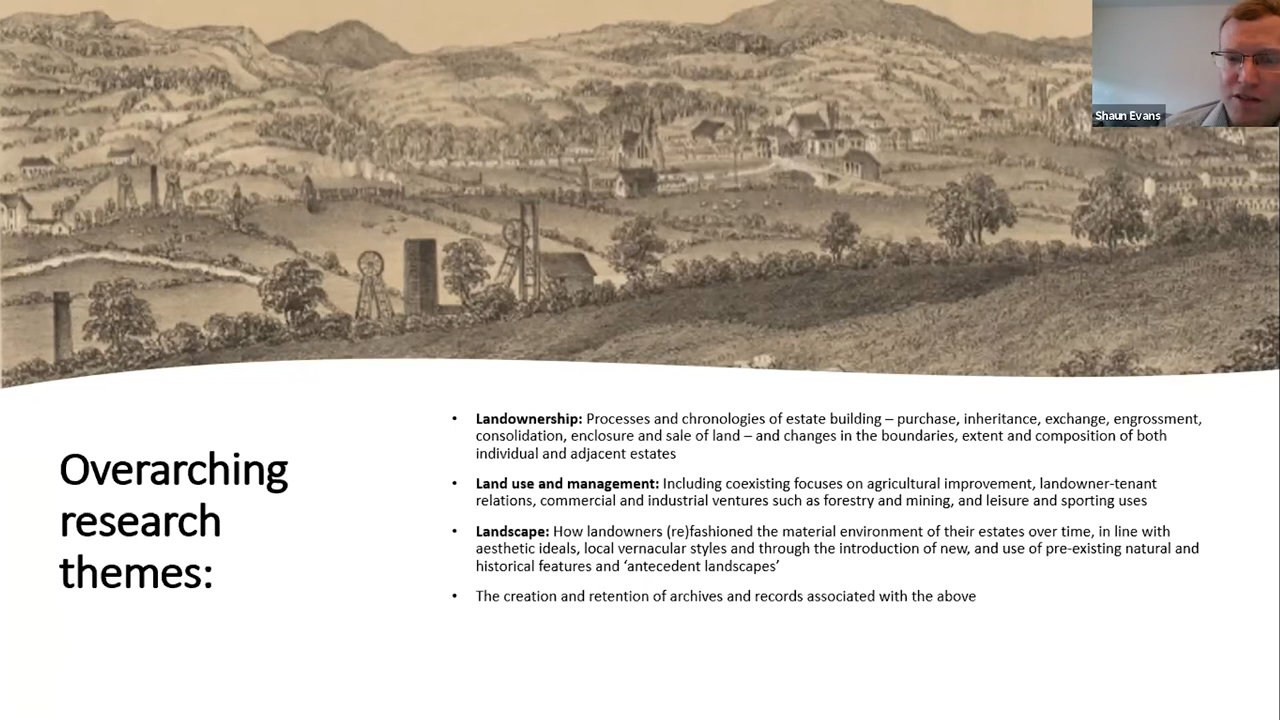 Shaun Evans
Overarching
research
themes:
• Landownership: Processes and chronologies of estate building – purchase, inheritance, exchange, engrossment,
consolidation, enclosure and sale of land – and changes in the boundaries, extent and composition of both
individual and adjacent estates
• Land use and management: Including coexisting focuses on agricultural improvement, landowner-tenant
relations, commercial and industrial ventures such as forestry and mining, and leisure and sporting uses
• Landscape: How landowners (re)fashioned the material environment of their estates over time, in line with
aesthetic ideals, local vernacular styles and through the introduction of new, and use of pre-existing natural and
historical features and ‘antecedent landscapes’
• The creation and retention of archives and records associated with the above